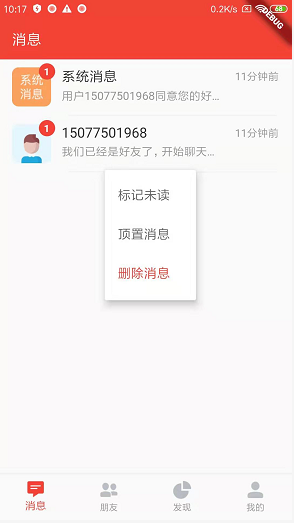 10:17
0.2K/s
68
DEBUG
消息
系统消息
1
系统消息
11分钟前
用户15077501968同意您的好…
1
15077501968
11分钟前
我们已经是好友了，开始聊天…
标记未读
顶置消息
删除消息
消息
朋友
发现
我的